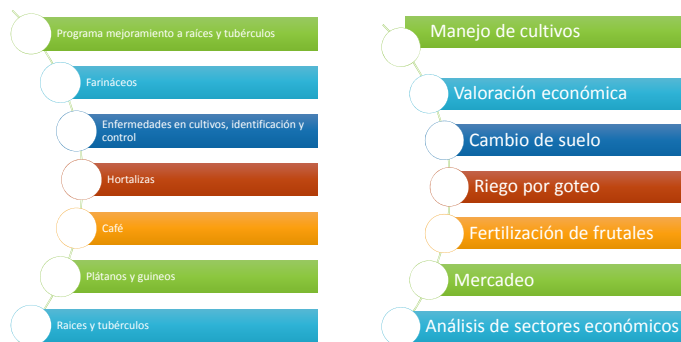 Programa mejoramiento a raíces y tubérculos
Farináceos
Enfermedades en cultivos, identificación y
control
Hortalizas
Café
Plátanos y guineos
Raíces y tubérculos
Manejo de cultivos
Valoración económica
Cambio de suelo
Riego por goteo
Fertilización de frutales
Mercadeo
Análisis de sectores económicos